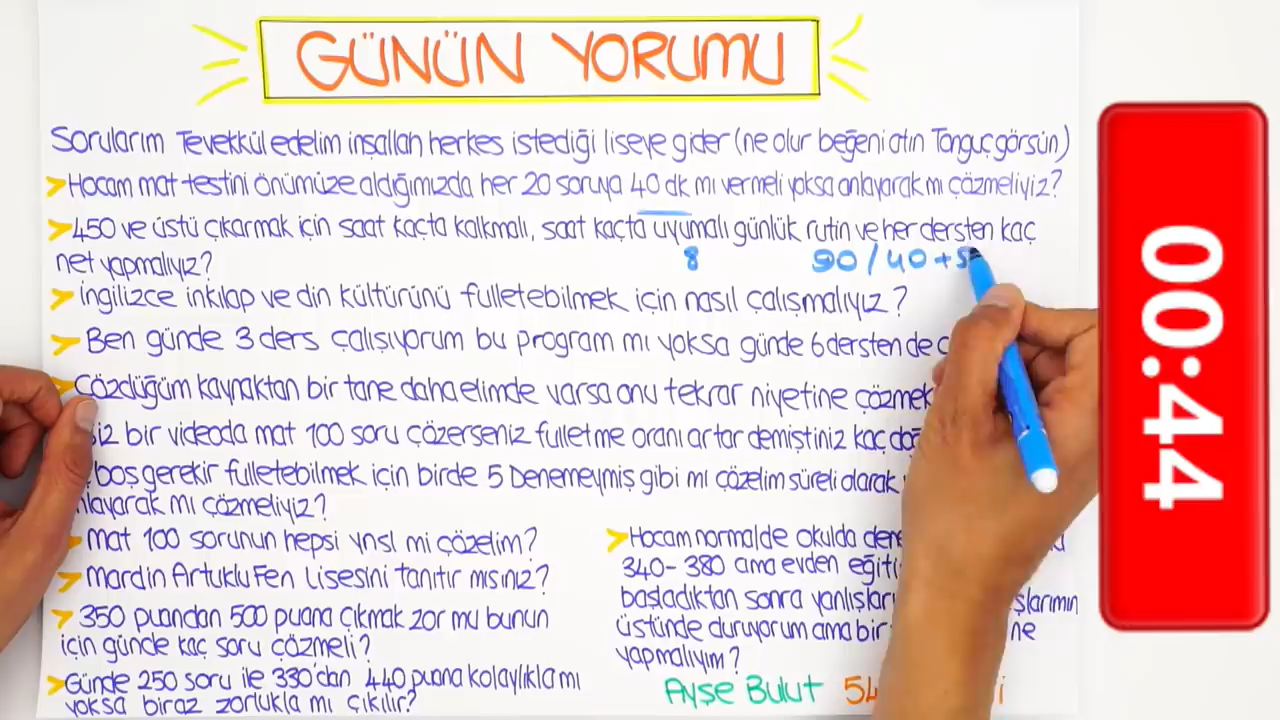 GÜNÜN YORUMU
Sorularım Tevekkül edelim inşallah herkes istediği liseye gider (ne olur beğeni atın Tonguç görsün)
➤Hocam mat testini önümüze aldığımızda her 20 soruya 40 dk mı vermeli yoksa anlayarak mı çözmeliyiz?
➤450 ve üstü çıkarmak için saat kaçta kalkmalı, saat kaçta uyumalı günlük rutin ve her dersten kaç
net yapmalıyız?
8
90 / 40 + 5
➤İngilizce inkılap ve din kültürünü fulletebilmek için nasıl çalışmalıyız?
➤Ben günde 3 ders çalışıyorum bu program mı yoksa günde 6 dersten de
Çözdüğüm kaynaktan bir tane daha elimde varsa onu tekrar niyetine çözmek
Siz bir videoda mat 100 soru çözerseniz fulletme oranı artar demiştiniz kaç
boş gerekir fulletebilmek için birde 5 Denemeymiş gibi mi çözelim süreli olarak
mı çözmeliyiz?
mat 100 sorunun hepsi ynsl mi çözelim?
➤Mardin Artuklu Fen Lisesini tanıtır mısınız?
➤350 puandan 500 puana çıkmak zor mu bunun
için günde kaç soru çözmeli?
➤Günde 250 soru ile 330'dan 440 puana kolaylıkla mı
yoksa biraz zorlukla mı çıkılır?
➤Hocam normalde okulda
340-380 ama evden
başladıktan sonra
üstünde duruyorum ama bir ne
yapmalıyım?
Ayşe Bulut
00:44